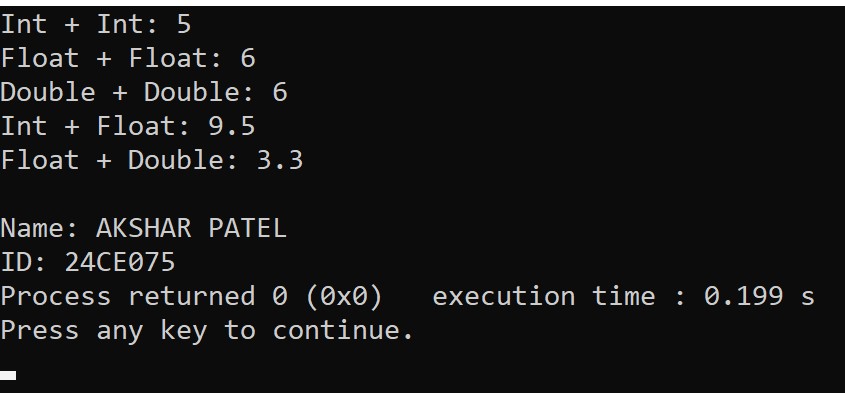 Int + Int: 5
Float + Float: 6
Double + Double: 6
Int + Float: 9.5
Float + Double: 3.3
Name: AKSHAR PATEL
ID: 24CE075
Process returned 0 (0x0)   execution time : 0.199 s
Press any key to continue.